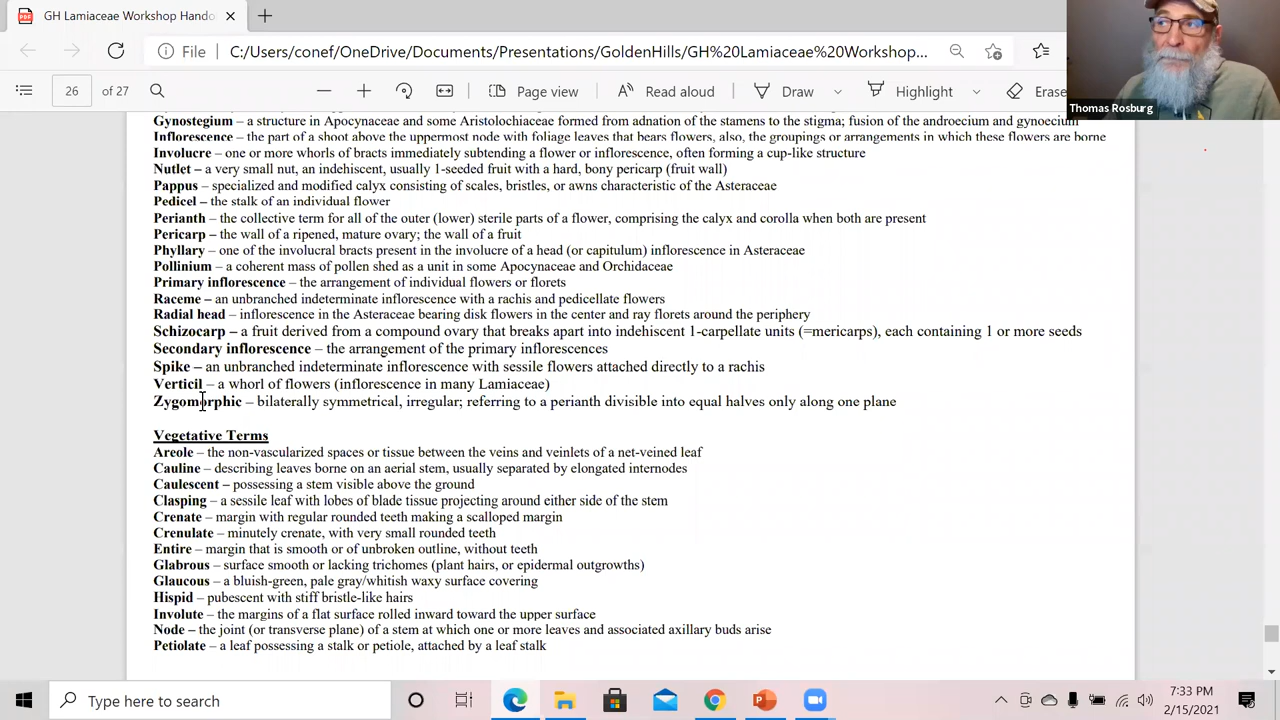 GH Lamiaceae Workshop Hando
File C:/Users/conef/OneDrive/Documents/Presentations/GoldenHills/GH%20Lamiaceae%20Workshop...
26 of 27 Page view Read aloud Draw Highlight Erase
Thomas Rosburg
Gynostegium – a structure in Apocynaceae and some Aristolochiaceae formed from adnation of the stamens to the stigma; fusion of the androecium and gynoecium
Inflorescence – the part of a shoot above the uppermost node with foliage leaves that bears flowers, also, the groupings or arrangements in which these flowers are borne
Involucre – one or more whorls of bracts immediately subtending a flower or inflorescence, often forming a cup-like structure
Nutlet – a very small nut, an indehiscent, usually 1-seeded fruit with a hard, bony pericarp (fruit wall)
Pappus – specialized and modified calyx consisting of scales, bristles, or awns characteristic of the Asteraceae
Pedicel – the stalk of an individual flower
Perianth – the collective term for all of the outer (lower) sterile parts of a flower, comprising the calyx and corolla when both are present
Pericarp – the wall of a ripened, mature ovary; the wall of a fruit
Phyllary – one of the involucral bracts present in the involucre of a head (or capitulum) inflorescence in Asteraceae
Pollinium – a coherent mass of pollen shed as a unit in some Apocynaceae and Orchidaceae
Primary inflorescence – the arrangement of individual flowers or florets
Raceme – an unbranched indeterminate inflorescence with a rachis and pedicellate flowers
Radial head – inflorescence in the Asteraceae bearing disk flowers in the center and ray florets around the periphery
Schizocarp – a fruit derived from a compound ovary that breaks apart into indehiscent 1-carpellate units (=mericarps), each containing 1 or more seeds
Secondary inflorescence – the arrangement of the primary inflorescences
Spike – an unbranched indeterminate inflorescence with sessile flowers attached directly to a rachis
Verticil – a whorl of flowers (inflorescence in many Lamiaceae)
Zygomorphic – bilaterally symmetrical, irregular; referring to a perianth divisible into equal halves only along one plane
Vegetative Terms
Areole – the non-vascularized spaces or tissue between the veins and veinlets of a net-veined leaf
Cauline – describing leaves borne on an aerial stem, usually separated by elongated internodes
Caulescent – possessing a stem visible above the ground
Clasping – a sessile leaf with lobes of blade tissue projecting around either side of the stem
Crenate – margin with regular rounded teeth making a scalloped margin
Crenulate – minutely crenate, with very small rounded teeth
Entire – margin that is smooth or of unbroken outline, without teeth
Glabrous – surface smooth or lacking trichomes (plant hairs, or epidermal outgrowths)
Glaucous – a bluish-green, pale gray/whitish waxy surface covering
Hispid – pubescent with stiff bristle-like hairs
Involute – the margins of a flat surface rolled inward toward the upper surface
Node – the joint (or transverse plane) of a stem at which one or more leaves and associated axillary buds arise
Petiolate – a leaf possessing a stalk or petiole, attached by a leaf stalk
Type here to search
7:33 PM
2/15/2021